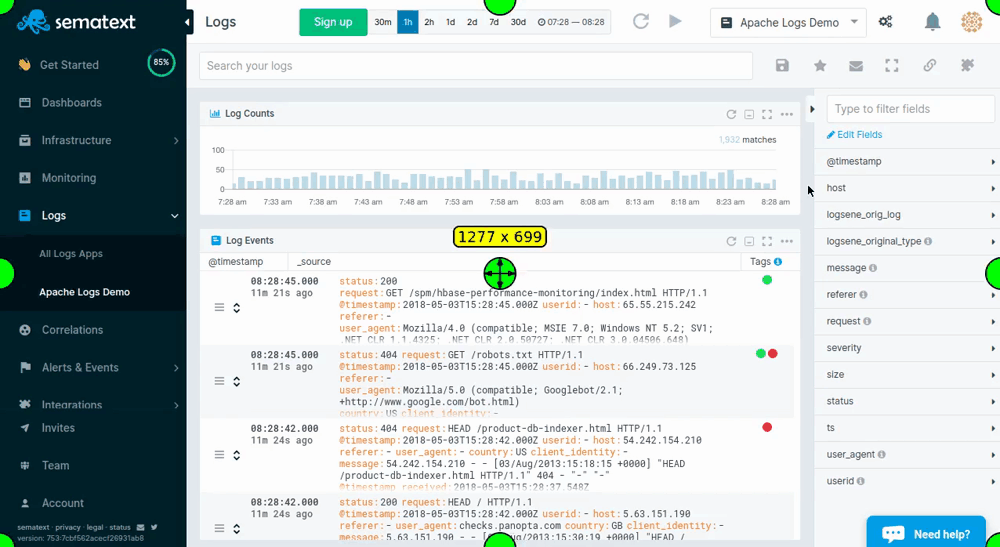 sematext
Logs
Sign up
30m 1h 2h 1d 2d 7d 30d 07:28 — 08:28
Apache Logs Demo
Get Started
85%
Dashboards
Infrastructure
Monitoring
Logs
All Logs Apps
Apache Logs Demo
Correlations
Alerts & Events
Integrations
Invites
Team
Account
sematext · privacy · legal · status
version: 753:7cbf562acecf26931ab8
Search your logs
Log Counts
1,932 matches
100
50
0
7:28 am 7:33 am 7:38 am 7:43 am 7:48 am 7:53 am 7:58 am 8:03 am 8:08 am 8:13 am 8:18 am 8:23 am 8:28 am
1277 x 699
Log Events
@timestamp _source Tags
08:28:45.000
11m 21s ago
status:200
request:GET /spm/hbase-performance-monitoring/index.html HTTP/1.1
@timestamp:2018-05-03T15:28:45.000Z userid:- host:65.55.215.242
referer:-
user_agent:Mozilla/4.0 (compatible; MSIE 7.0; Windows NT 5.2; SV1;
.NET CLR 1.1.4325; .NET CLR 2.0.50727; .NET CLR 3.0.04506.648)
08:28:45.000
11m 21s ago
status:404 request:GET /robots.txt HTTP/1.1
@timestamp:2018-05-03T15:28:45.000Z userid:- host:66.249.73.125
referer:-
user_agent:Mozilla/5.0 (compatible; Googlebot/2.1;
+http://www.google.com/bot.html)
country:US client_identity:-
08:28:42.000
11m 24s ago
status:404 request:HEAD /product-db-indexer.html HTTP/1.1
@timestamp:2018-05-03T15:28:42.000Z userid:- host:54.242.154.210
referer:- user_agent:- country:US client_identity:-
message:54.242.154.210 - - [03/Aug/2013:15:18:15 +0000] "HEAD
/product-db-indexer.html HTTP/1.1" 404 - "-" "-"
@timestamp_received:2018-05-03T15:28:37.548Z
08:28:42.000
11m 24s ago
status:200 request:HEAD / HTTP/1.1
@timestamp:2018-05-03T15:28:42.000Z userid:- host:5.63.151.190
referer:- user_agent:checks.panopta.com country:GB client_identity:-
message:5.63.151.190 - - [03/Aug/2013:15:30:19 +0000] "HEAD /
Type to filter fields
Edit Fields
@timestamp
host
logsene_orig_log
logsene_original_type
message
referer
request
severity
size
status
ts
user_agent
userid
Need help?